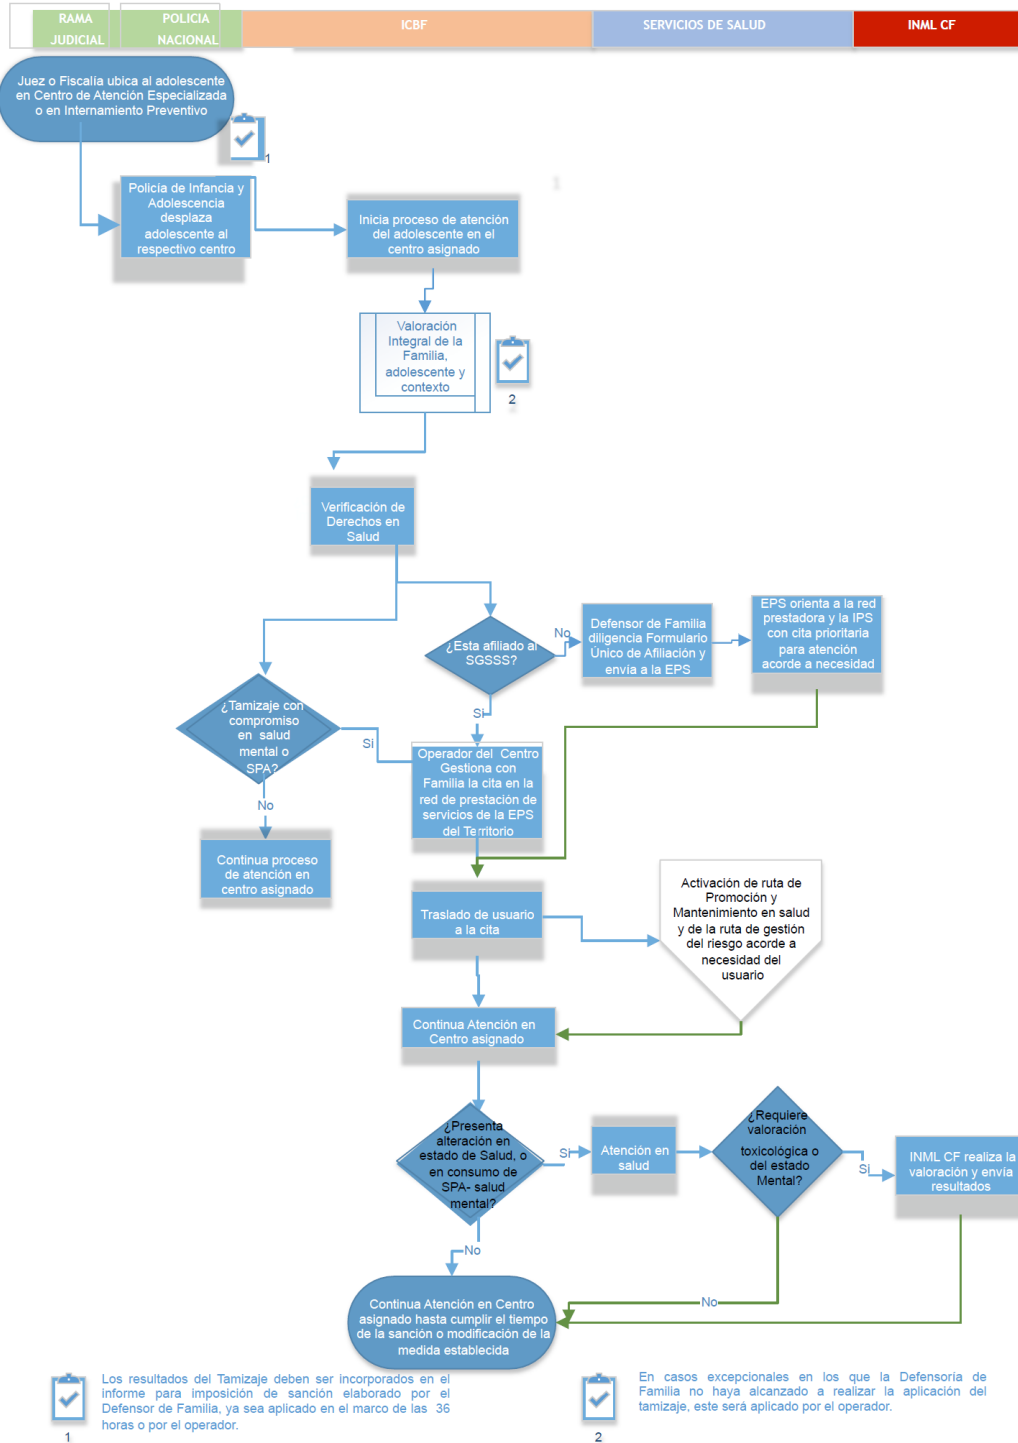 RAMA
JUDICIAL
POLICIA
NACIONAL
ICBF
SERVICIOS DE SALUD
INML CF
Juez o Fiscalía ubica al adolescente
en Centro de Atención Especializada
o en Internamiento Preventivo
1
Policía de Infancia y
Adolescencia
desplaza
adolescente al
respectivo centro
Inicia proceso de atención
del adolescente en el
centro asignado
1
Valoración
Integral de la
Familia,
adolescente y
contexto
2
Verificación de
Derechos en
Salud
¿Esta afiliado al
SGSSS?
No
Defensor de Familia
diligencia Formulario
Único de Afiliación y
envía a la EPS
EPS orienta a la red
prestadora y la IPS
con cita prioritaria
para atención
acorde a necesidad
¿Tamizaje con
compromiso
en salud
mental o
SPA?
Si
Si
Operador del Centro
Gestiona con
Familia la cita en la
red de prestación de
servicios de la EPS
del Territorio
No
Continua proceso
de atención en
centro asignado
Traslado de usuario
a la cita
Activación de ruta de
Promoción y
Mantenimiento en salud
y de la ruta de gestión
del riesgo acorde a
necesidad del
usuario
Continua Atención en
Centro asignado
¿Presenta
alteración en
estado de Salud, o
en consumo de
SPA- salud
mental?
Si
Atención en
salud
¿Requiere
valoración
toxicológica o
del estado
Mental?
Si
INML CF realiza la
valoración y envía
resultados
No
No
Continua Atención en Centro
asignado hasta cumplir el tiempo
de la sanción o modificación de la
medida establecida
Los resultados del Tamizaje deben ser incorporados en el
informe para imposición de sanción elaborado por el
Defensor de Familia, ya sea aplicado en el marco de las 36
horas o por el operador.
1
En casos excepcionales en los que la Defensoría de
Familia no haya alcanzado a realizar la aplicación del
tamizaje, este será aplicado por el operador.
2